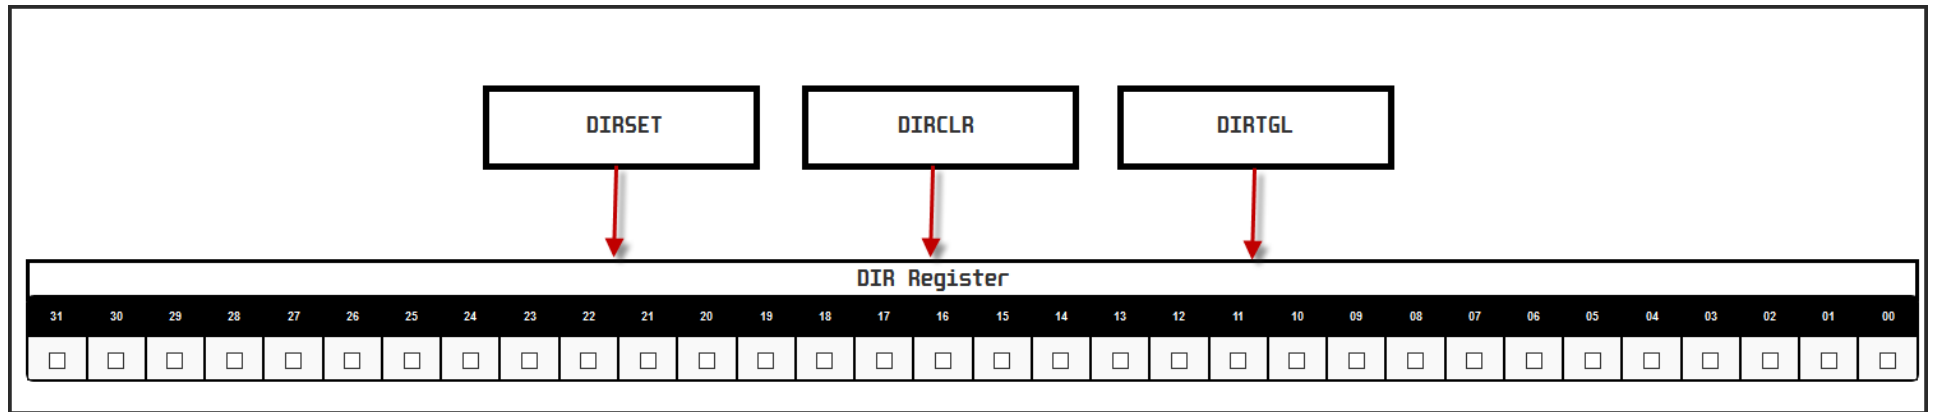 DIRSET DIRCLR DIRTGL
DIR Register
31 30 29 28 27 26 25 24 23 22 21 20 19 18 17 16 15 14 13 12 11 10 09 08 07 06 05 04 03 02 01 00